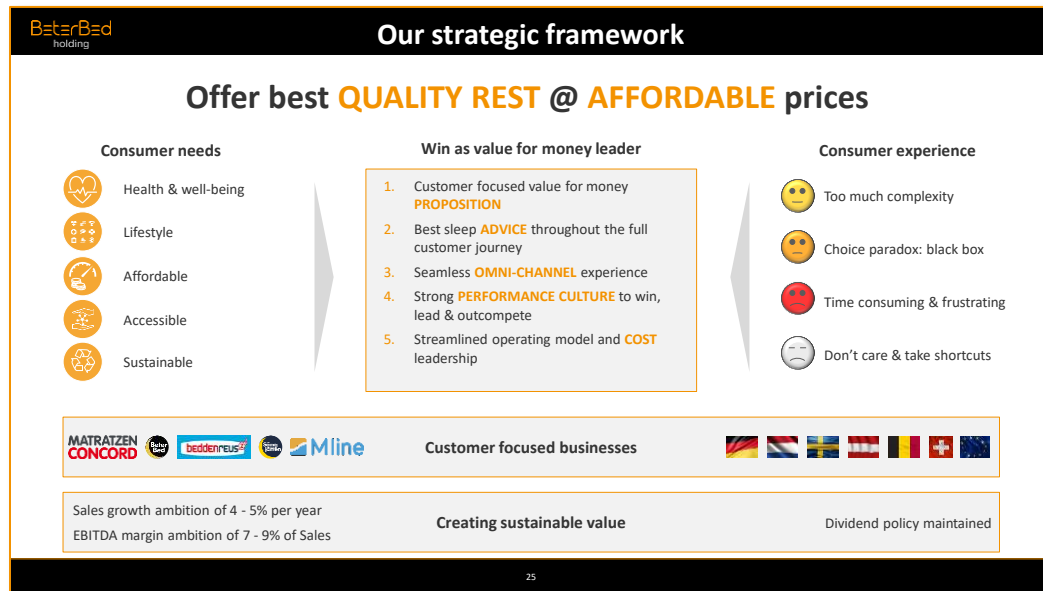 BeterBed
holding
Our strategic framework
Offer best QUALITY REST @ AFFORDABLE prices
Consumer needs
Health & well-being
Lifestyle
Affordable
Accessible
Sustainable
Win as value for money leader
1. Customer focused value for money
PROPOSITION
2. Best sleep ADVICE throughout the full
customer journey
3. Seamless OMNI-CHANNEL experience
4. Strong PERFORMANCE CULTURE to win,
lead & outcompete
5. Streamlined operating model and COST
leadership
Consumer experience
Too much complexity
Choice paradox: black box
Time consuming & frustrating
Don't care & take shortcuts
MATRATZEN
CONCORD
Beter
Bed
beddenreus
Mline
Customer focused businesses
Sales growth ambition of 4 - 5% per year
EBITDA margin ambition of 7 - 9% of Sales
Creating sustainable value
Dividend policy maintained
25